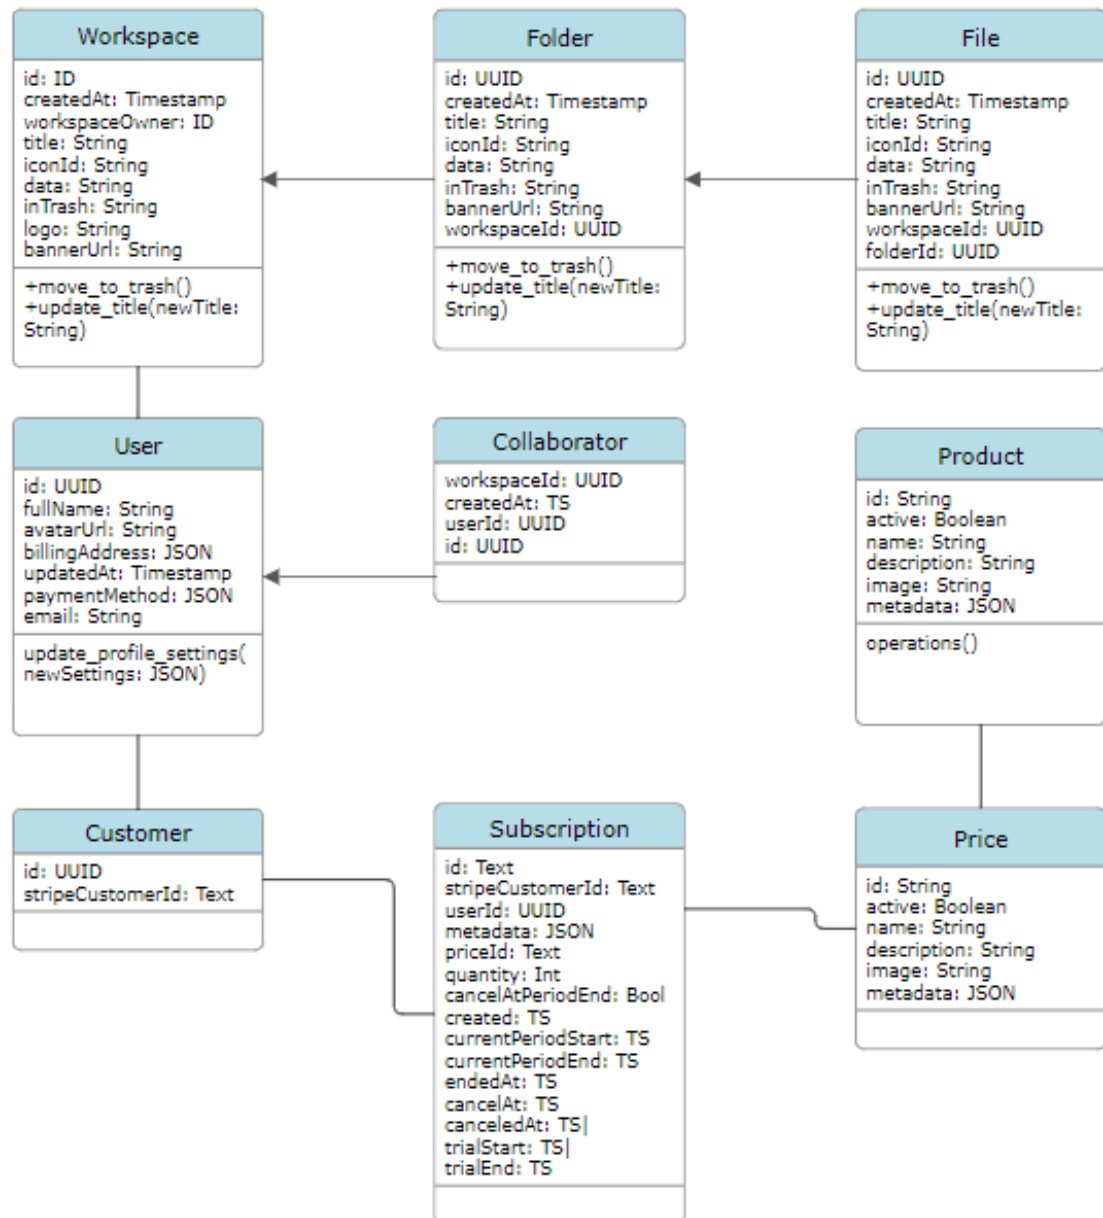 Workspace
id: ID
createdAt: Timestamp
workspaceOwner: ID
title: String
iconId: String
data: String
inTrash: String
logo: String
bannerUrl: String
+move_to_trash()
+update_title(newTitle:
String)
Folder
id: UUID
createdAt: Timestamp
title: String
iconId: String
data: String
inTrash: String
bannerUrl: String
workspaceId: UUID
+move_to_trash()
+update_title(newTitle:
String)
File
id: UUID
createdAt: Timestamp
title: String
iconId: String
data: String
inTrash: String
bannerUrl: String
workspaceId: UUID
folderId: UUID
+move_to_trash()
+update_title(newTitle:
String)
User
id: UUID
fullName: String
avatarUrl: String
billingAddress: JSON
updatedAt: Timestamp
paymentMethod: JSON
email: String
update_profile_settings(
newSettings: JSON)
Collaborator
workspaceId: UUID
createdAt: TS
userId: UUID
id: UUID
Product
id: String
active: Boolean
name: String
description: String
image: String
metadata: JSON
operations()
Customer
id: UUID
stripeCustomerId: Text
Subscription
id: Text
stripeCustomerId: Text
userId: UUID
metadata: JSON
priceId: Text
quantity: Int
cancelAtPeriodEnd: Bool
created: TS
currentPeriodStart: TS
currentPeriodEnd: TS
endedAt: TS
cancelAt: TS
canceledAt: TS|
trialStart: TS|
trialEnd: TS
Price
id: String
active: Boolean
name: String
description: String
image: String
metadata: JSON